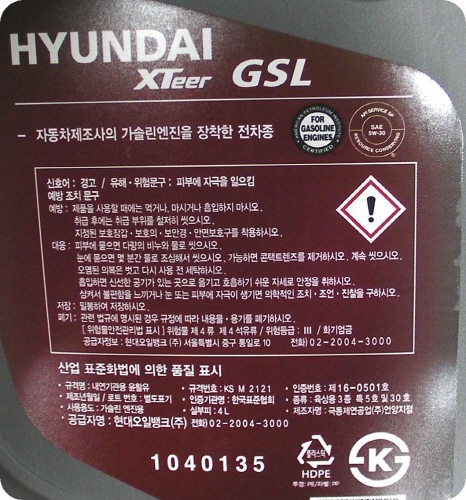 HYUNDAI
XTeer GSL
- 자동차제조사의 가솔린엔진을 장착한 전차종
AMERICAN PETROLEUM INSTITUTE
FOR
GASOLINE
ENGINES
CERTIFIED
API SERVICE SP
SAE
5W-30
RESOURCE CONSERVING
신호어 : 경고 / 유해·위험문구 : 피부에 자극을 일으킴
예방 조치 문구
예방 : 제품을 사용할 때에는 먹거나, 마시거나 흡입하지 마시오.
취급 후에는 취급 부위를 철저히 씻으시오.
지정된 보호장갑·보호의·보안경·안면보호구를 착용하시오.
대응 : 피부에 묻으면 다량의 비누와 물로 씻으시오.
눈에 묻으면 몇 분간 물로 조심해서 씻으시오. 가능하면 콘택트렌즈를 제거하시오. 계속 씻으시오.
오염된 의복은 벗고 다시 사용 전 세탁하시오.
흡입하면 신선한 공기가 있는 곳으로 옮기고 호흡하기 쉬운 자세로 안정을 취하시오.
삼켜서 불편함을 느끼거나 눈 또는 피부에 자극이 생기면 의학적인 조치·조언·진찰을 구하시오.
저장 : 밀봉하여 저장하시오.
폐기 : 관련 법규에 명시된 경우 규정에 따라 내용물·용기를 폐기하시오.
[ 위험물안전관리법 표시 ] 위험물 제 4 류 제 4 석유류 / 위험등급 : III / 화기엄금
공급자정보 : 현대오일뱅크 (주) 서울특별시 중구 통일로 10 전화) 02-2004-3000
산업 표준화법에 의한 품질 표시
• 규격명 : 내연기관용 윤활유 • 규격번호 : KS M 2121 • 인증번호 : 제 16-0501호
• 제조년월일 / 로트 번호 : 별도표기 • 인증기관명 : 한국표준협회 • 종류 : 육상용 3종 특 5호및 30호
• 사용용도 : 가솔린 엔진용 • 실부피 : 4 L • 제조자명 : 극동제연공업(주)언양지점
• 공급자명 : 현대오일뱅크(주) 전화 02-2004-3000
1040135
플라스틱
HDPE
뚜껑 : PE/라벨 : PP
K